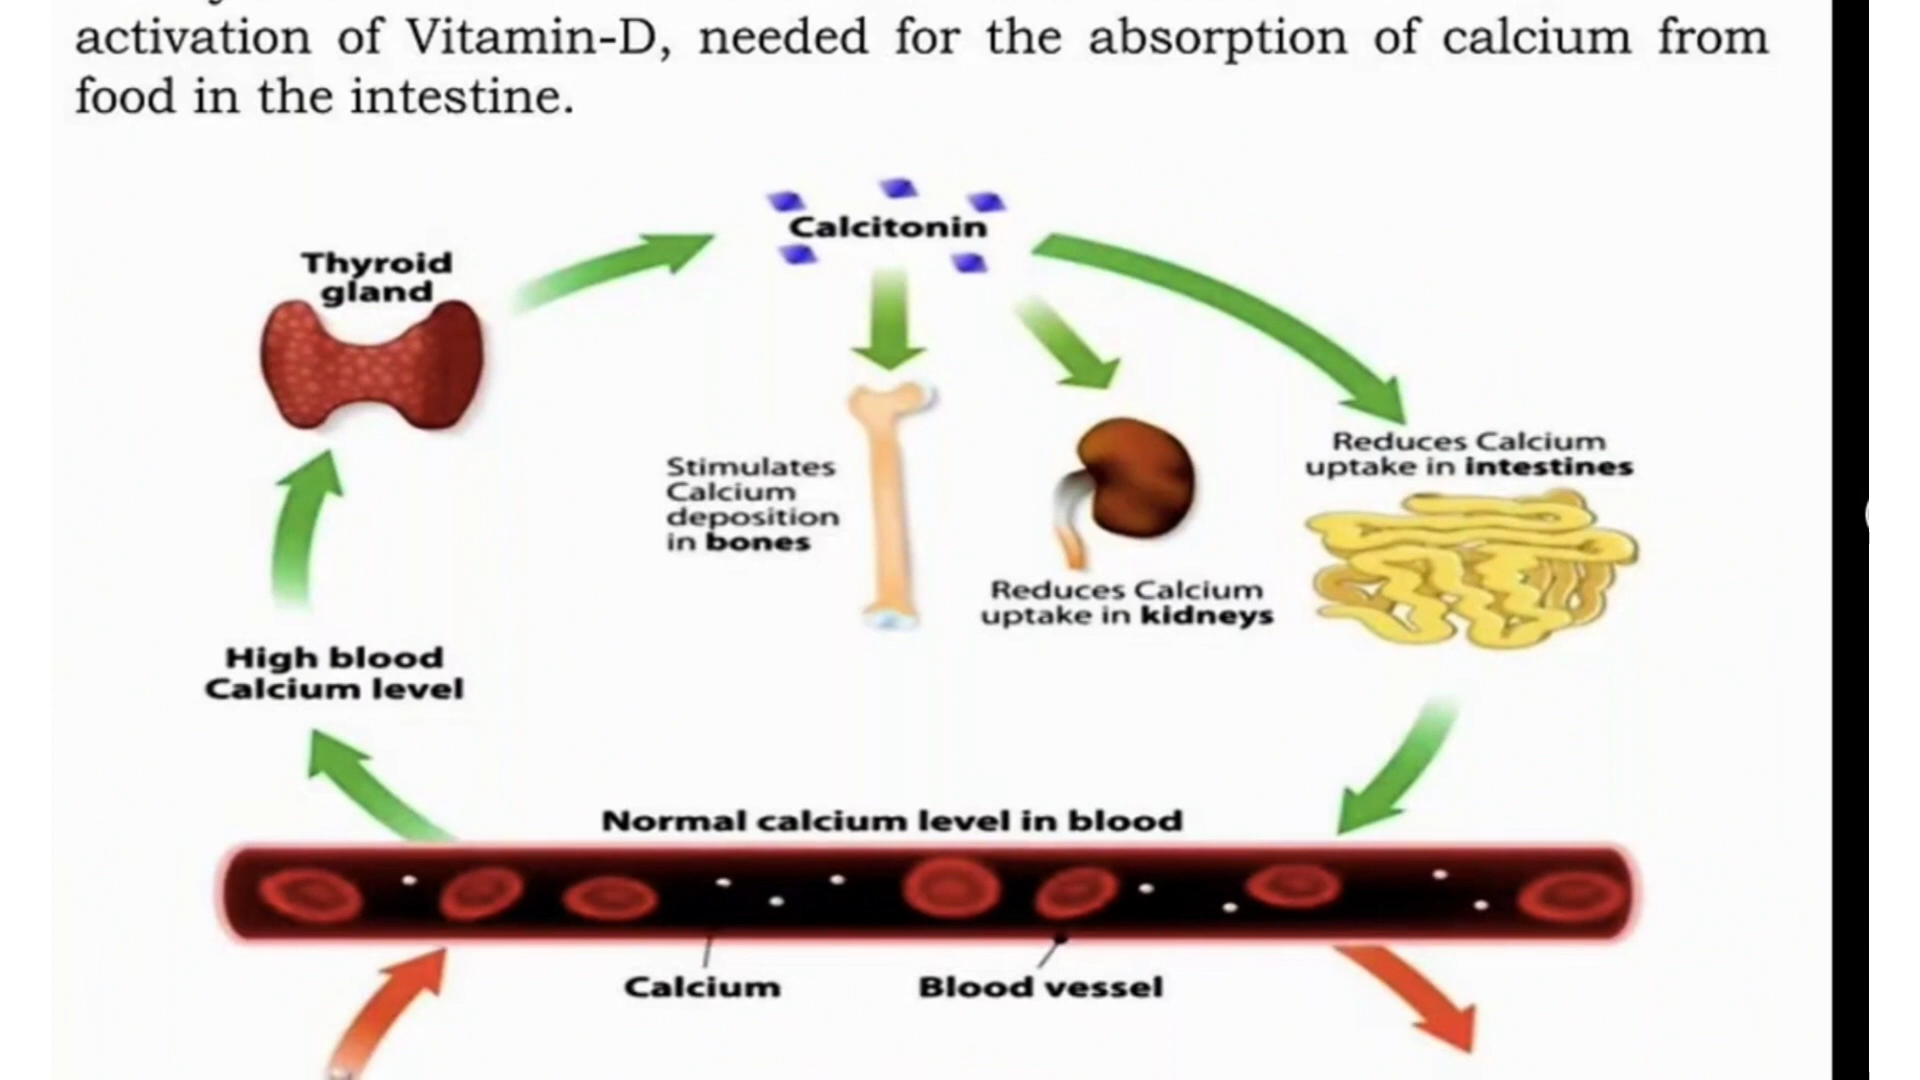 activation of Vitamin-D, needed for the absorption of calcium from
food in the intestine.
Calcitonin
Thyroid
gland
Stimulates
Calcium
deposition
in bones
Reduces Calcium
uptake in kidneys
Reduces Calcium
uptake in intestines
High blood
Calcium level
Normal calcium level in blood
Calcium
Blood vessel